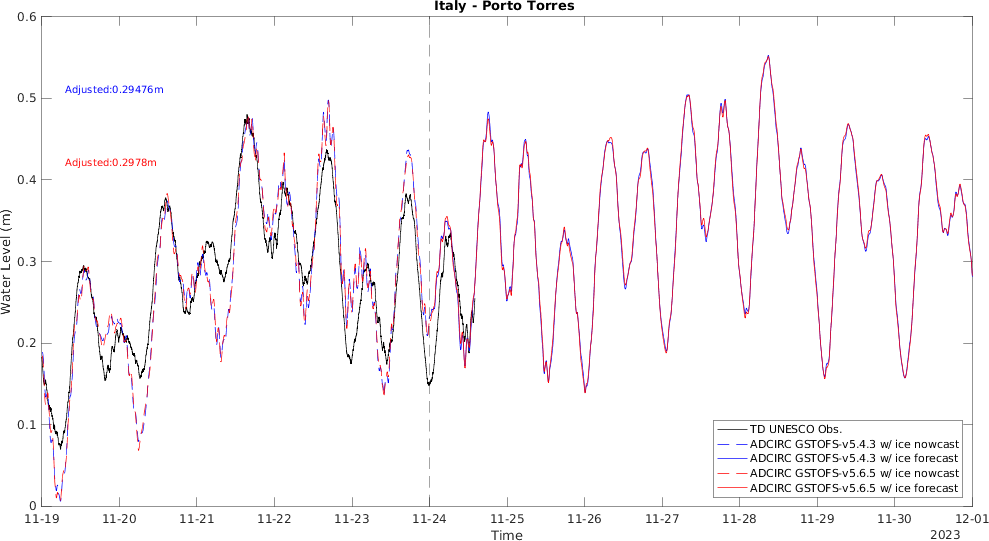 Italy - Porto Torres
0.6
0.5
0.4
0.3
0.2
0.1
0
Water Level (m)
Adjusted:0.29476m
Adjusted:0.2978m
TD UNESCO Obs.
ADCIRC GSTOFS-v5.4.3 w/ ice nowcast
ADCIRC GSTOFS-v5.4.3 w/ ice forecast
ADCIRC GSTOFS-v5.6.5 w/ ice nowcast
ADCIRC GSTOFS-v5.6.5 w/ ice forecast
11-19 11-20 11-21 11-22 11-23 11-24 11-25 11-26 11-27 11-28 11-29 11-30 12-01
Time
2023